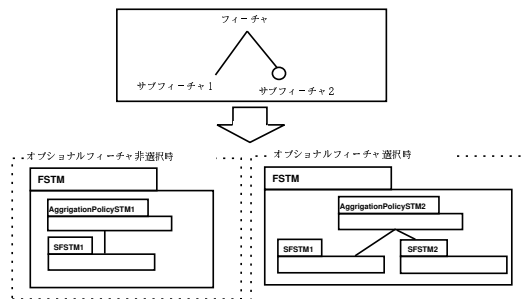 フィーチャ
サブフィーチャ1
サブフィーチャ2
オプショナルフィーチャ非選択時
オプショナルフィーチャ選択時
FSTM
AggrigationPolicySTM1
SFSTM1
FSTM
AggrigationPolicySTM2
SFSTM1
SFSTM2